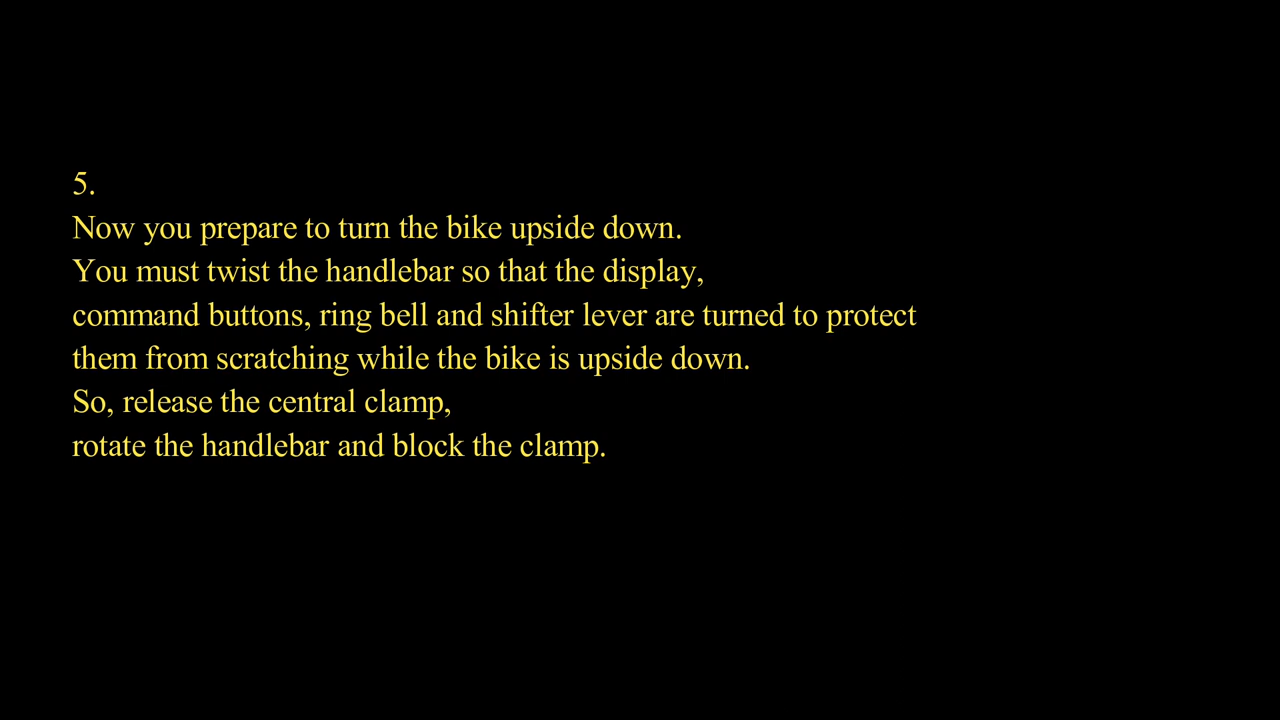 5.
Now you prepare to turn the bike upside down.
You must twist the handlebar so that the display,
command buttons, ring bell and shifter lever are turned to protect
them from scratching while the bike is upside down.
So, release the central clamp,
rotate the handlebar and block the clamp.